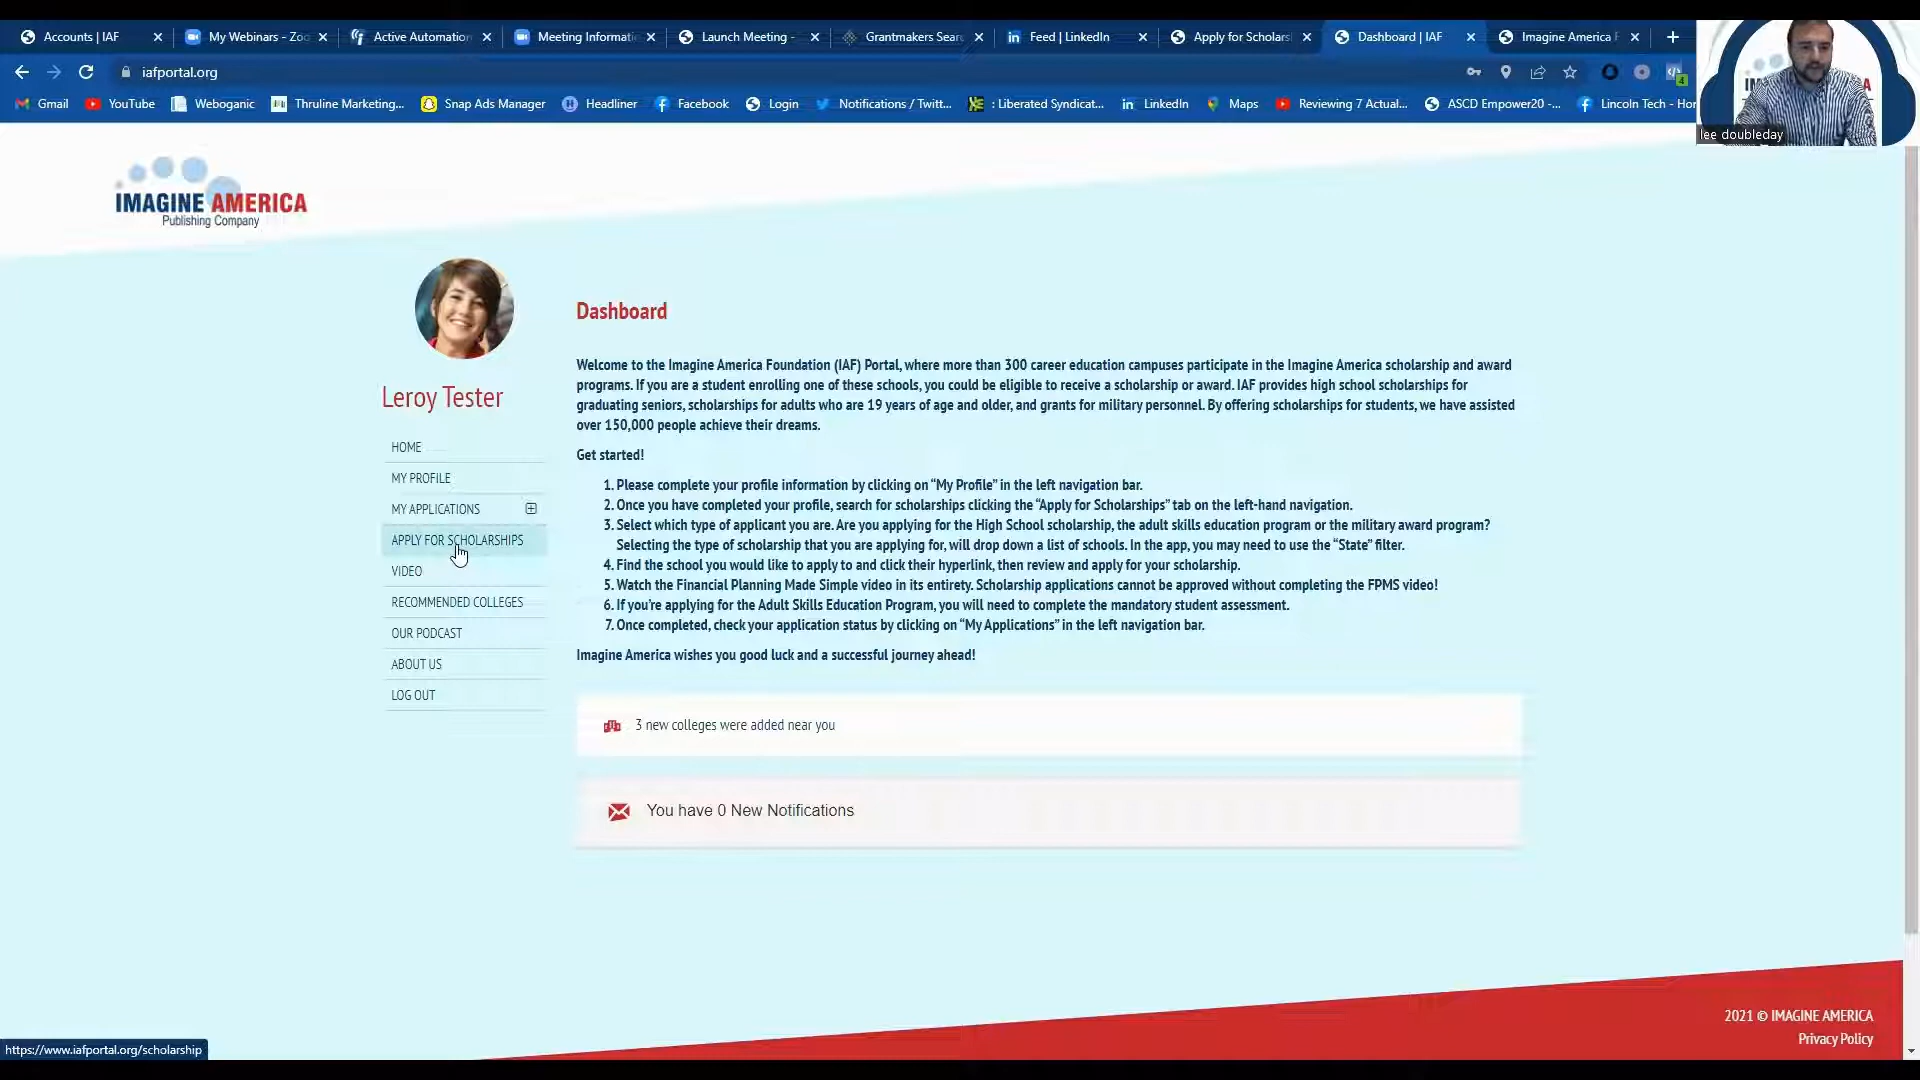 Accounts | IAF
My Webinars - Zoo
Active Automation
Meeting Informati
Launch Meeting -
Grantmakers Sear
Feed | LinkedIn
Apply for Scholars
Dashboard | IAF
Imagine America F
iafportal.org
4
Gmail
YouTube
Weboganic
Thruline Marketing...
Snap Ads Manager
Headliner
Facebook
Login
Notifications / Twitt...
: Liberated Syndicat...
LinkedIn
Maps
Reviewing 7 Actual...
ASCD Empower20 -...
Lincoln Tech - Hor
lee doubleday
IMAGINE AMERICA
Publishing Company
Leroy Tester
HOME
MY PROFILE
MY APPLICATIONS
APPLY FOR SCHOLARSHIPS
VIDEO
RECOMMENDED COLLEGES
OUR PODCAST
ABOUT US
LOG OUT
Dashboard
Welcome to the Imagine America Foundation (IAF) Portal, where more than 300 career education campuses participate in the Imagine America scholarship and award
programs. If you are a student enrolling one of these schools, you could be eligible to receive a scholarship or award. IAF provides high school scholarships for
graduating seniors, scholarships for adults who are 19 years of age and older, and grants for military personnel. By offering scholarships for students, we have assisted
over 150,000 people achieve their dreams.
Get started!
1. Please complete your profile information by clicking on “My Profile” in the left navigation bar.
2. Once you have completed your profile, search for scholarships clicking the “Apply for Scholarships” tab on the left-hand navigation.
3. Select which type of applicant you are. Are you applying for the High School scholarship, the adult skills education program or the military award program?
Selecting the type of scholarship that you are applying for, will drop down a list of schools. In the app, you may need to use the “State” filter.
4. Find the school you would like to apply to and click their hyperlink, then review and apply for your scholarship.
5. Watch the Financial Planning Made Simple video in its entirety. Scholarship applications cannot be approved without completing the FPMS video!
6. If you’re applying for the Adult Skills Education Program, you will need to complete the mandatory student assessment.
7. Once completed, check your application status by clicking on “My Applications” in the left navigation bar.
Imagine America wishes you good luck and a successful journey ahead!
3 new colleges were added near you
You have 0 New Notifications
2021 © IMAGINE AMERICA
Privacy Policy
https://www.iafportal.org/scholarship